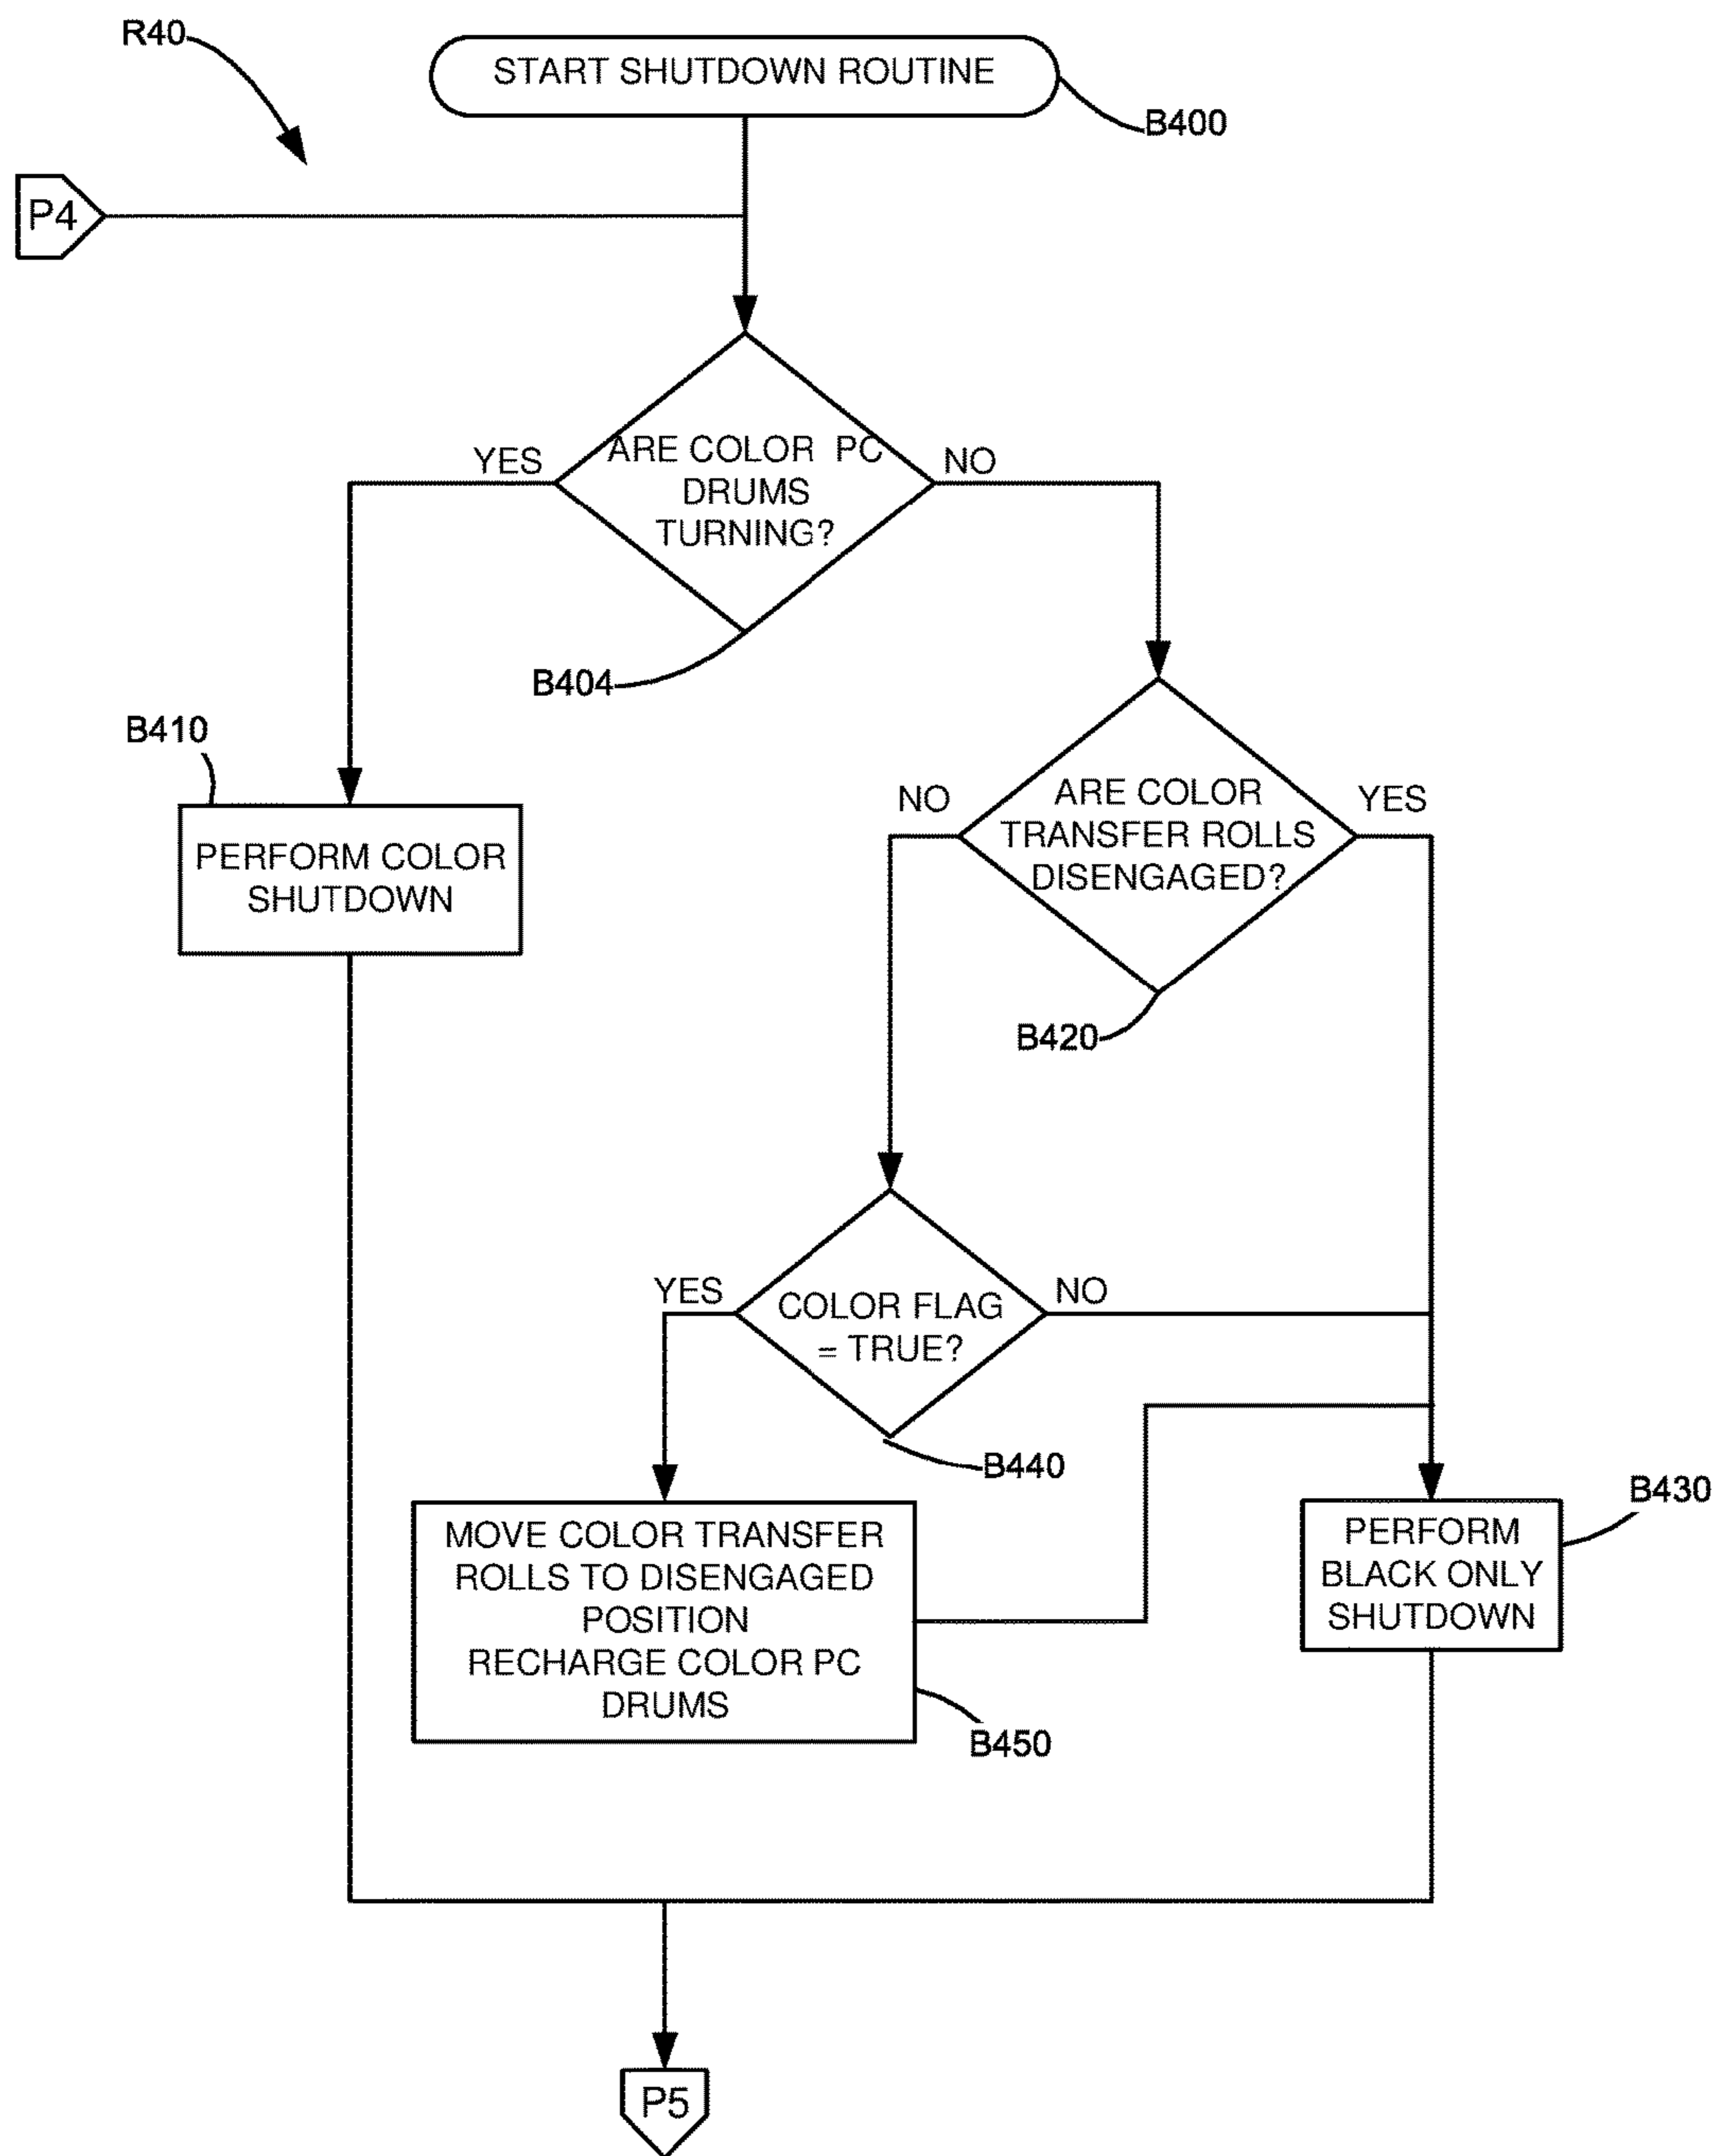 R40
START SHUTDOWN ROUTINE
B400
P4
YES
ARE COLOR PC
DRUMS
TURNING?
NO
B404
B410
PERFORM COLOR
SHUTDOWN
NO
ARE COLOR
TRANSFER ROLLS
DISENGAGED?
YES
B420
YES
COLOR FLAG
= TRUE?
NO
B440
MOVE COLOR TRANSFER
ROLLS TO DISENGAGED
POSITION
RECHARGE COLOR PC
DRUMS
B450
B430
PERFORM
BLACK ONLY
SHUTDOWN
P5